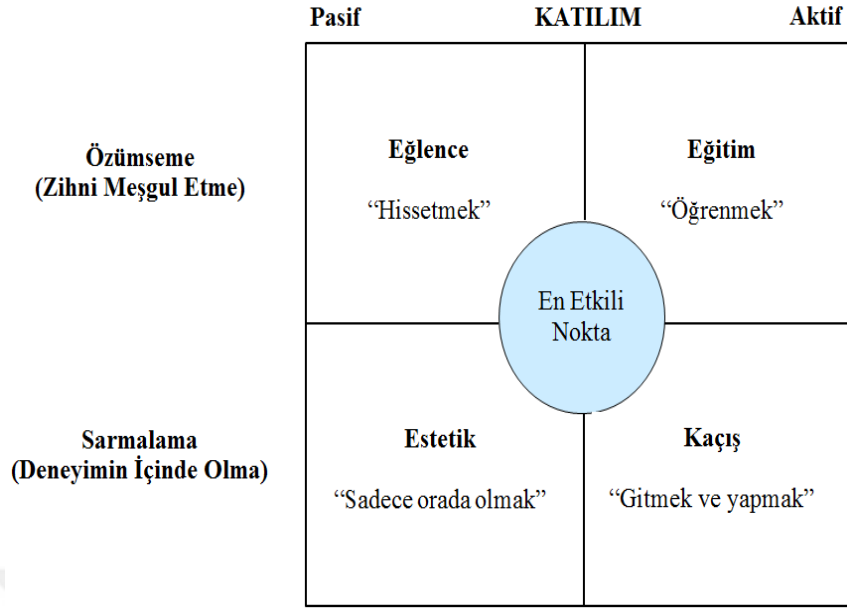 Pasif KATILIM Aktif
Özümseme
(Zihni Meşgul Etme)
Eğlence
“Hissetmek”
Eğitim
“Öğrenmek”
En Etkili
Nokta
Sarmalama
(Deneyimin İçinde Olma)
Estetik
“Sadece orada olmak”
Kaçış
“Gitmek ve yapmak”